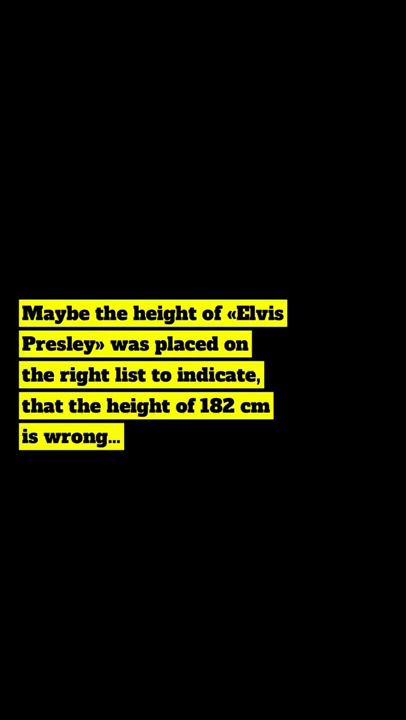 Maybe the height of «Elvis
Presley» was placed on
the right list to indicate,
that the height of 182 cm
is wrong...